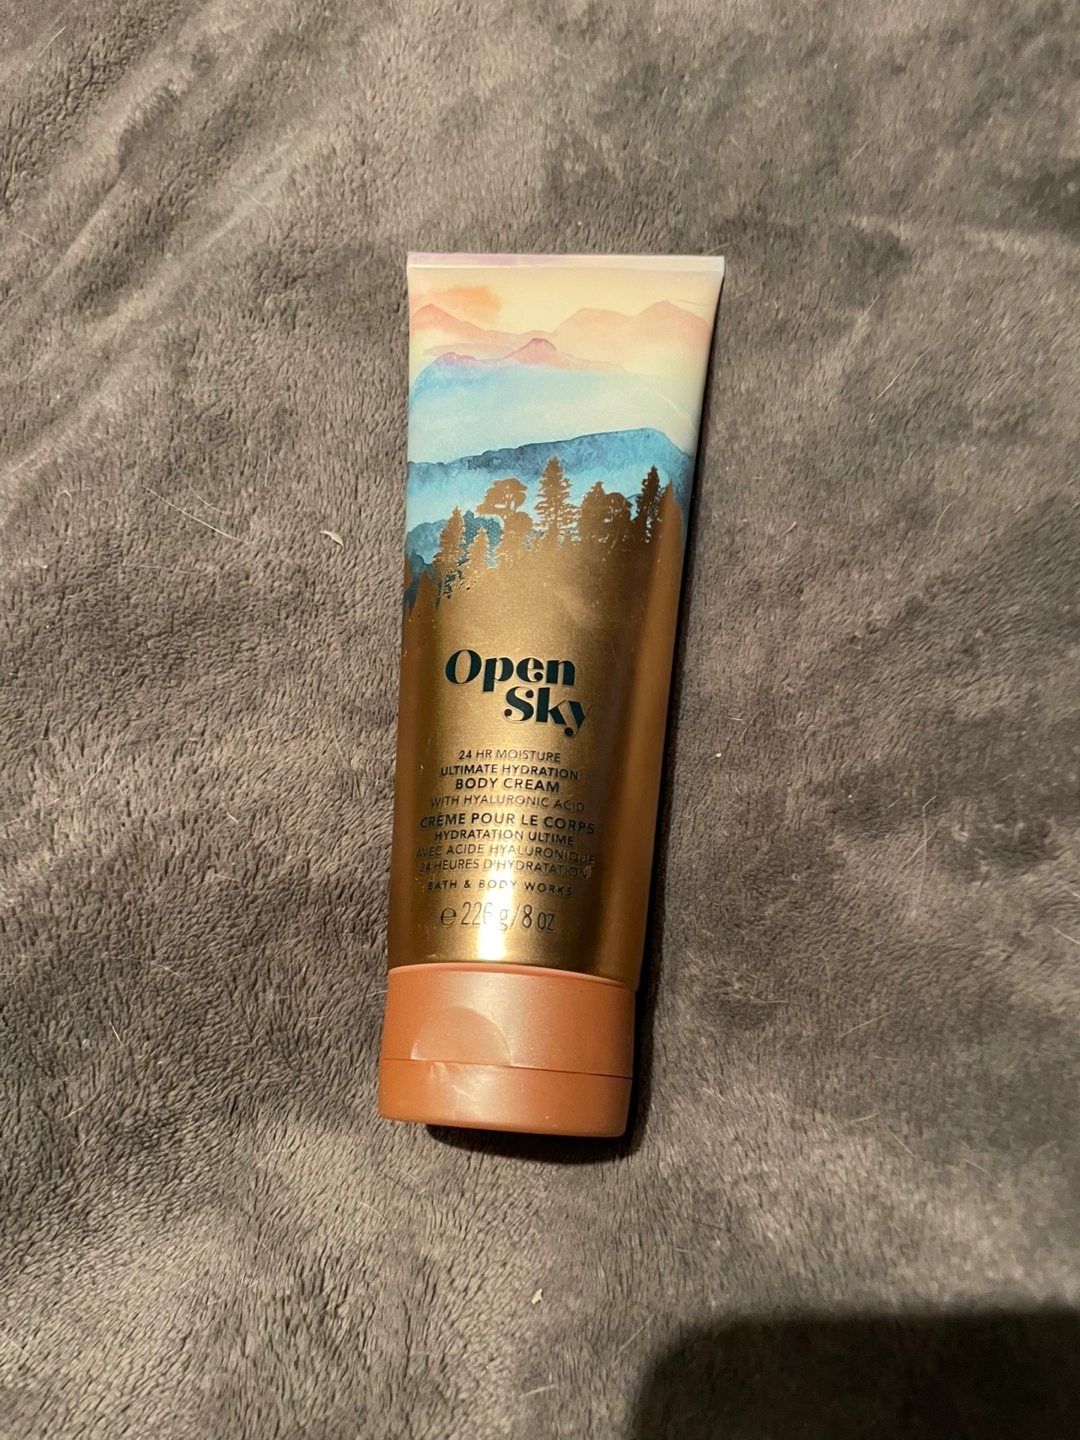 Open
Sky
24 HR MOISTURE
ULTIMATE HYDRATION
BODY CREAM
WITH HYALURONIC ACID
CRÈME POUR LE CORPS
HYDRATATION ULTIME
AVEC ACIDE HYALURONIQUE
24 HEURES D'HYDRATATION
BATH & BODY WORKS
℮ 226 g/8 oz